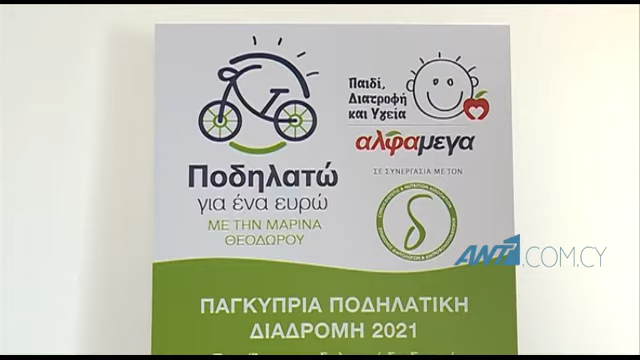 Ποδηλατώ
για ένα ευρώ
ΜΕ ΤΗΝ ΜΑΡΙΝΑ
ΘΕΟΔΩΡΟΥ
Παιδί,
Διατροφή
και Υγεία
αλφαμεγα
ΣΕ ΣΥΝΕΡΓΑΣΙΑ ΜΕ ΤΟΝ
δ
ANT1.COM.CY
ΠΑΓΚΥΠΡΙΑ ΠΟΔΗΛΑΤΙΚΗ
ΔΙΑΔΡΟΜΗ 2021